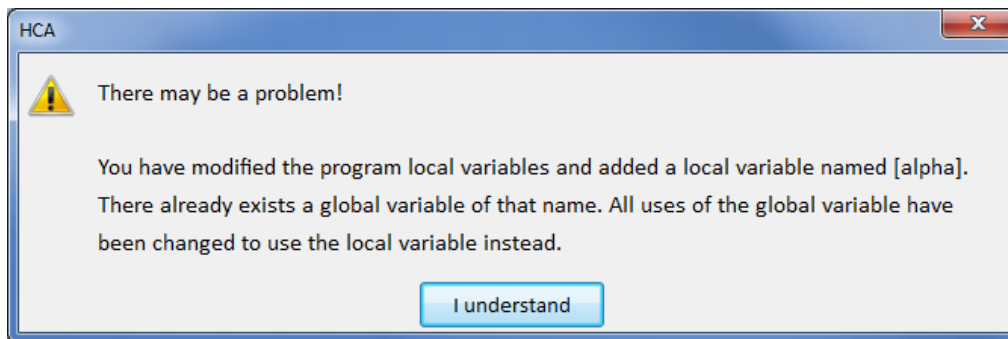 HCA
There may be a problem!
You have modified the program local variables and added a local variable named [alpha].
There already exists a global variable of that name. All uses of the global variable have
been changed to use the local variable instead.
I understand